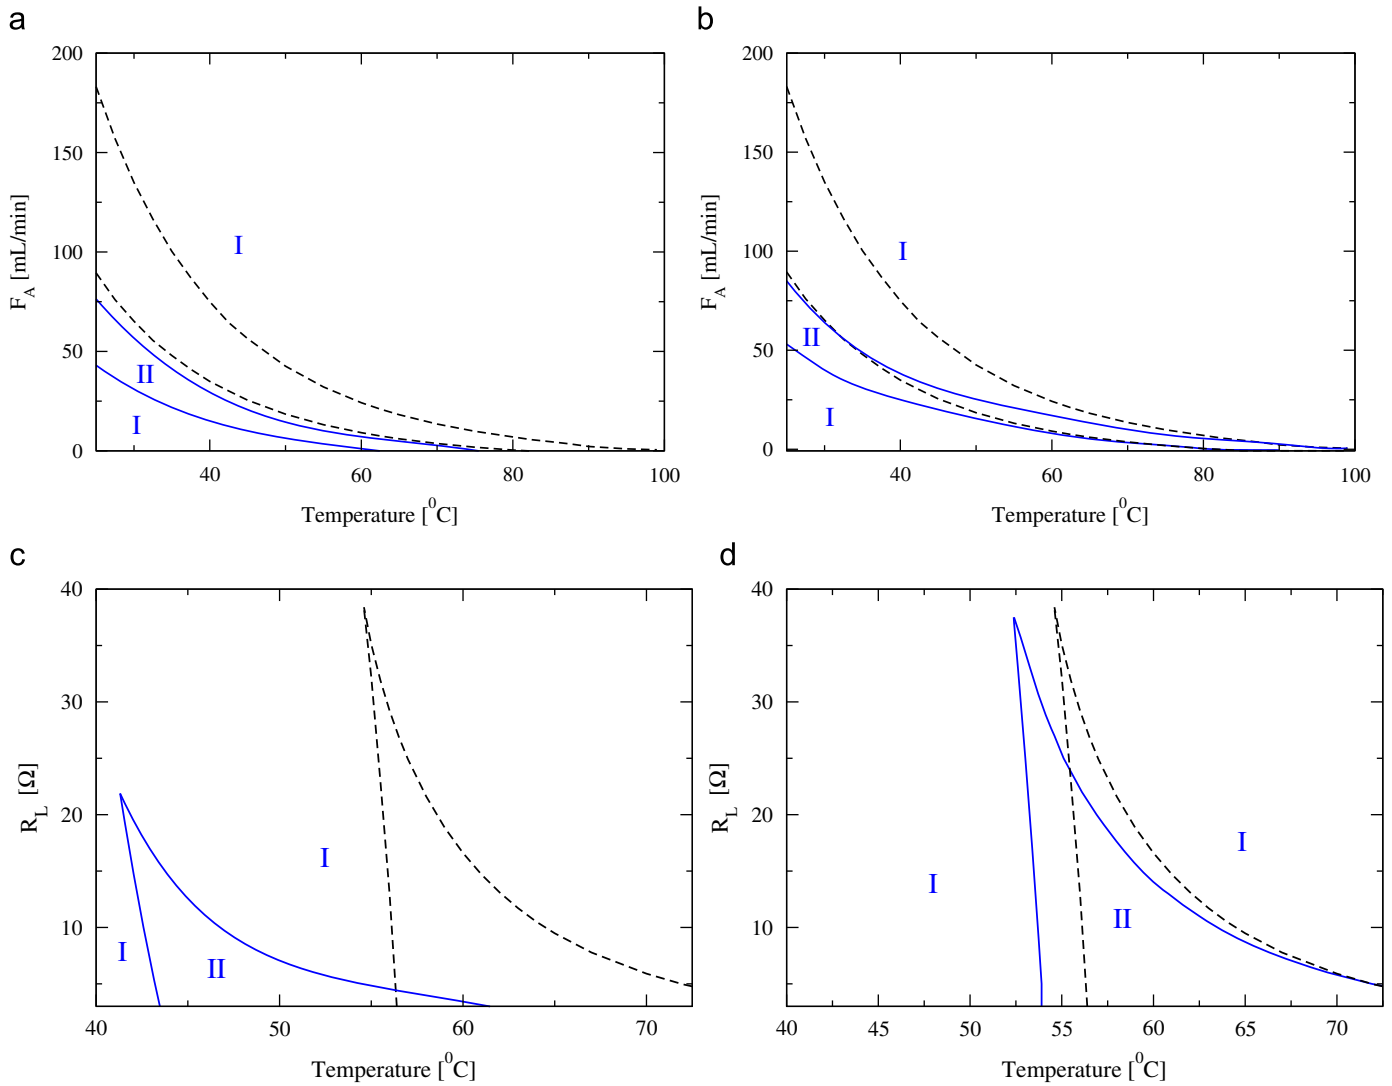 a
b
200
150
100
50
0
F_A [mL/min]
I
II
I
40
60
80
100
Temperature [⁰C]
200
150
100
50
0
F_A [mL/min]
I
II
I
40
60
80
100
Temperature [⁰C]
c
d
40
30
20
10
R_L [Ω]
I
I
II
40
50
60
70
Temperature [⁰C]
40
30
20
10
R_L [Ω]
I
I
II
40
45
50
55
60
65
70
Temperature [⁰C]